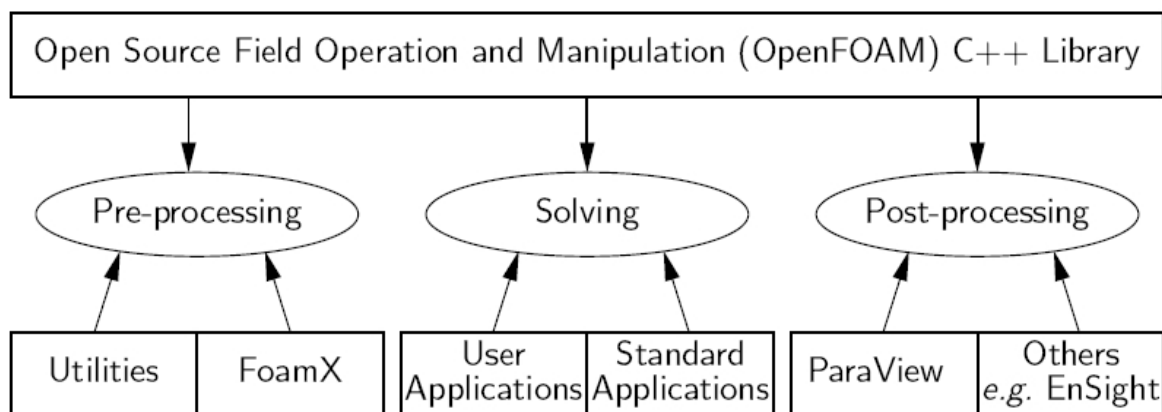 Open Source Field Operation and Manipulation (OpenFOAM) C++ Library
Pre-processing
Solving
Post-processing
Utilities
FoamX
User
Applications
Standard
Applications
ParaView
Others
e.g. EnSight